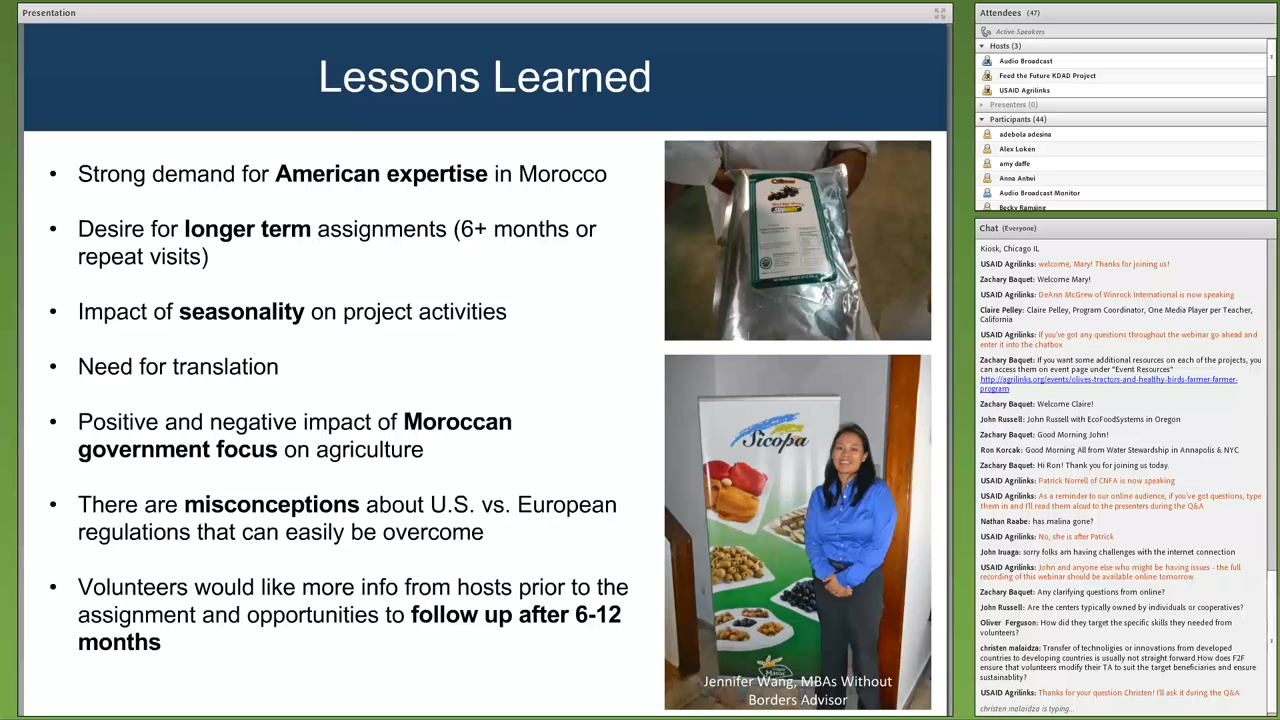 Presentation
Lessons Learned
• Strong demand for American expertise in Morocco
• Desire for longer term assignments (6+ months or
repeat visits)
• Impact of seasonality on project activities
• Need for translation
• Positive and negative impact of Moroccan
government focus on agriculture
• There are misconceptions about U.S. vs. European
regulations that can easily be overcome
• Volunteers would like more info from hosts prior to the
assignment and opportunities to follow up after 6-12
months
SUBWAY
Sicopa
Maroc
Jennifer Wang, MBAs Without
Borders Advisor
Attendees (47)
Active Speakers
Hosts (3)
Audio Broadcast
Feed the Future KDAD Project
USAID Agrilinks
Presenters (0)
Participants (44)
adebola adesina
Alex Loken
amy daffe
Anna Antwi
Audio Broadcast Monitor
Becky Ramsing
Chat (Everyone)
Kiosk, Chicago IL
USAID Agrilinks: welcome, Mary! Thanks for joining us!
Zachary Baquet: Welcome Mary!
USAID Agrilinks: DeAnn McGrew of Winrock International is now speaking
Claire Pelley: Claire Pelley, Program Coordinator, One Media Player per Teacher,
California
USAID Agrilinks: If you've got any questions throughout the webinar go ahead and
enter it into the chatbox
Zachary Baquet: If you want some additional resources on each of the projects, you
can access them on event page under "Event Resources"
http://agrilinks.org/events/olives-tractors-and-healthy-birds-farmer-farmer-
program
Zachary Baquet: Welcome Claire!
John Russell: John Russell with EcoFoodSystems in Oregon
Zachary Baquet: Good Morning John!
Ron Korcak: Good Morning All from Water Stewardship in Annapolis & NYC
Zachary Baquet: Hi Ron! Thank you for joining us today.
USAID Agrilinks: Patrick Norrell of CNFA is now speaking
USAID Agrilinks: As a reminder to our online audience, if you've got questions, type
them in and I'll read them aloud to the presenters during the Q&A
Nathan Raabe: has malina gone?
USAID Agrilinks: No, she is after Patrick
John Iruaga: sorry folks am having challenges with the internet connection
USAID Agrilinks: John and anyone else who might be having issues - the full
recording of this webinar should be available online tomorrow
Zachary Baquet: Any clarifying questions from online?
John Russell: Are the centers typically owned by individuals or cooperatives?
Oliver Ferguson: How did they target the specific skills they needed from
volunteers?
christen malaidza: Transfer of technoligies or innovations from developed
countries to developing countries is usually not straight forward.How does F2F
ensure that volunteers modify their TA to suit the target beneficiaries and ensure
sustainablity?
USAID Agrilinks: Thanks for your question Christen! I'll ask it during the Q&A
christen malaidza is typing...